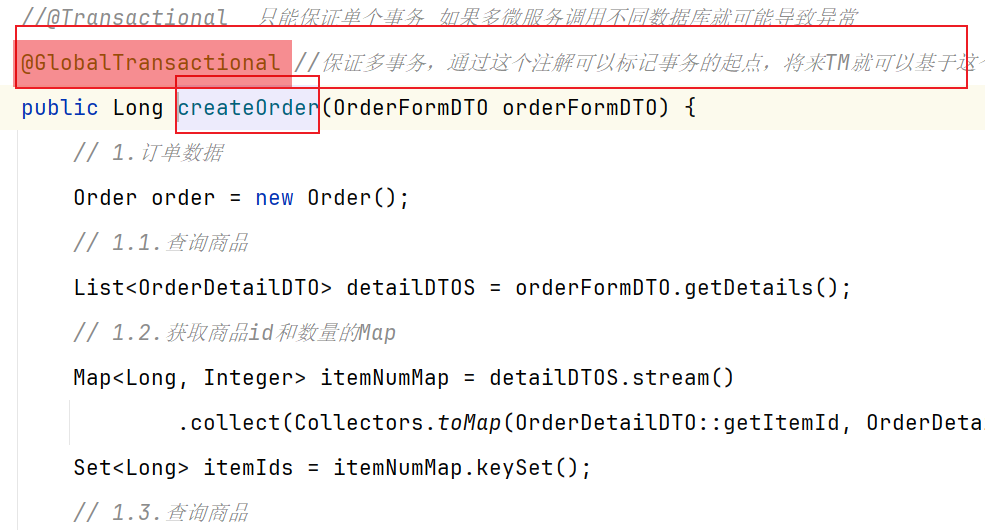 //@Transactional  只能保证单个事务 如果多微服务调用不同数据库就可能导致异常
@GlobalTransactional //保证多事务，通过这个注解可以标记事务的起点，将来TM就可以基于这个
public Long createOrder(OrderFormDTO orderFormDTO) {
// 1.订单数据
Order order = new Order();
// 1.1.查询商品
List<OrderDetailDTO> detailDTOS = orderFormDTO.getDetails();
// 1.2.获取商品id和数量的Map
Map<Long, Integer> itemNumMap = detailDTOS.stream()
.collect(Collectors.toMap(OrderDetailDTO::getItemId, OrderDeta
Set<Long> itemIds = itemNumMap.keySet();
// 1.3.查询商品